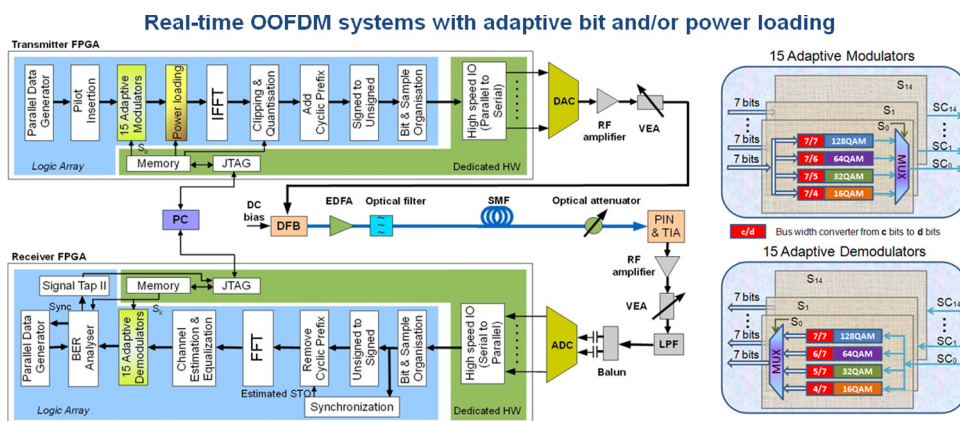 Real-time OOFDM systems with adaptive bit and/or power loading
Transmitter FPGA
Parallel Data
Generator
Pilot
Insertion
15 Adaptive
Modulators
Power loading
IFFT
Clipping &
Quantisation
Add
Cyclic Prefix
Signed to
Unsigned
Bit & Sample
Organisation
High speed IO
(Parallel to
Serial)
DAC
RF
amplifier
VEA
Sk
Logic Array
Memory
JTAG
Dedicated HW
PC
DC
bias
DFB
EDFA
Optical filter
SMF
Optical attenuator
PIN
& TIA
RF
amplifier
VEA
LPF
Balun
ADC
Receiver FPGA
Signal Tap II
Memory
JTAG
Sync
Sk
Parallel Data
Generator
BER
Analyser
15 Adaptive
Demodulators
Channel
Estimation &
Equalization
FFT
Remove
Cyclic Prefix
Unsigned to
Signed
Bit & Sample
Organisation
High speed IO
(Serial to
Parallel)
Estimated STO
Synchronization
Logic Array
Dedicated HW
15 Adaptive Modulators
S14
7 bits
S1
SC14
7 bits
S0
7 bits
7/7 128QAM
7/6 64QAM
7/5 32QAM
7/4 16QAM
MUX
SC1
SC0
c/d Bus width converter from c bits to d bits
15 Adaptive Demodulators
S14
7 bits
S1
SC14
7 bits
S0
7 bits
MUX
7/7 128QAM
6/7 64QAM
5/7 32QAM
4/7 16QAM
SC1
SC0